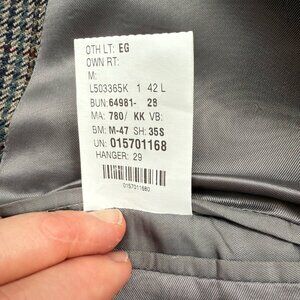 OTH LT: EG
OWN RT:
M:
L503365K 1 42 L
BUN: 64981- 28
MA: 780/ KK VB:
BM: M-47 SH: 35S
UN: 015701168
HANGER: 29
0157011680